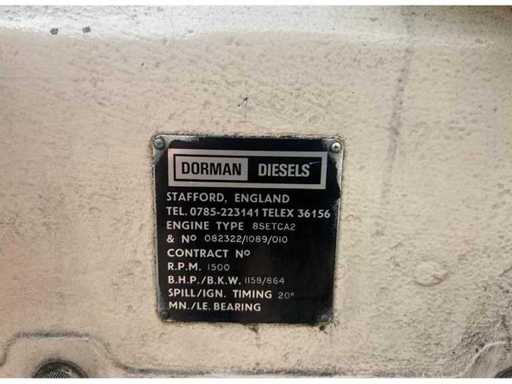 DORMAN DIESELS
STAFFORD, ENGLAND
TEL. 0785-223141 TELEX 36156
ENGINE TYPE 8SETCA2
& Nº 082322/1089/010
CONTRACT Nº
R.P.M. 1500
B.H.P./B.K.W. 1159/864
SPILL/IGN. TIMING 20°
MN./LE. BEARING